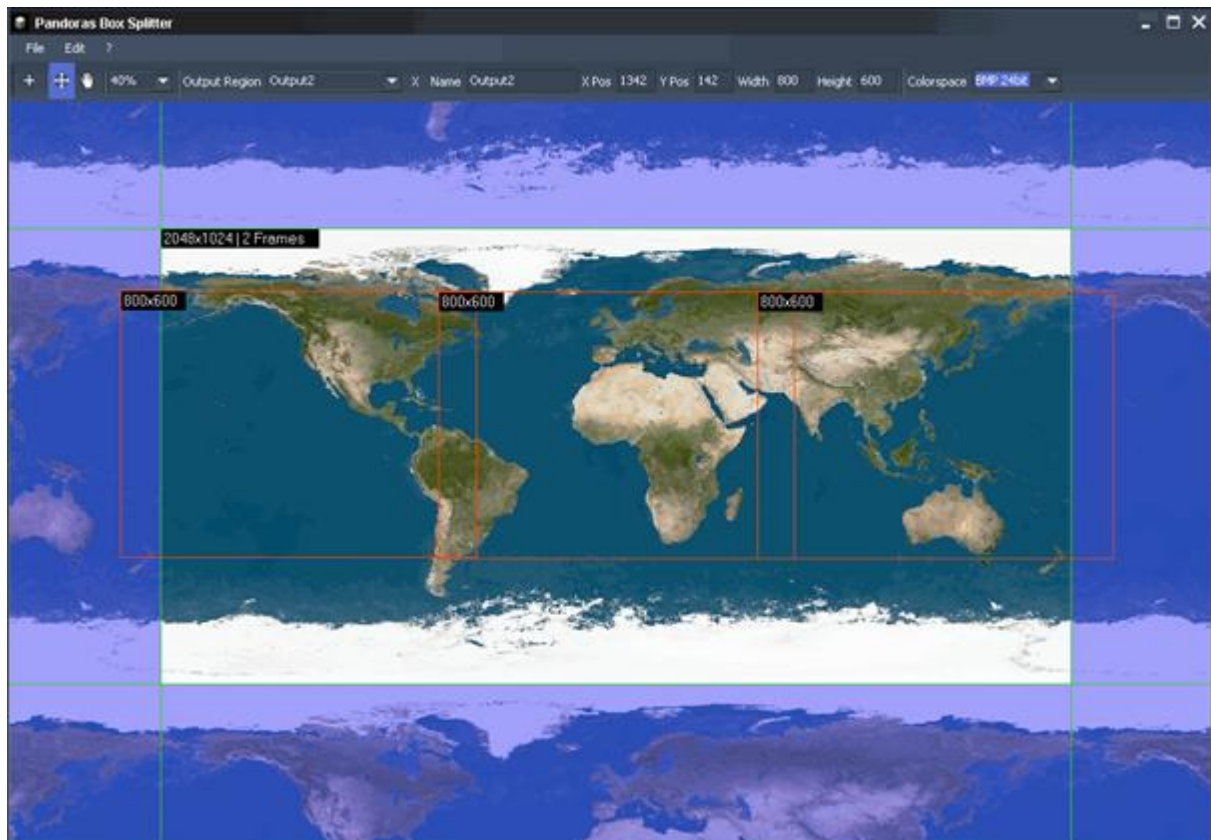 Pandoras Box Splitter
File Edit ?
40% Output Region Output2 X Name Output2 X Pos 1342 Y Pos 142 Width 800 Height 600 Colorspace BMP 24bit
2048x1024 | 2 Frames
800x600 800x600 800x600